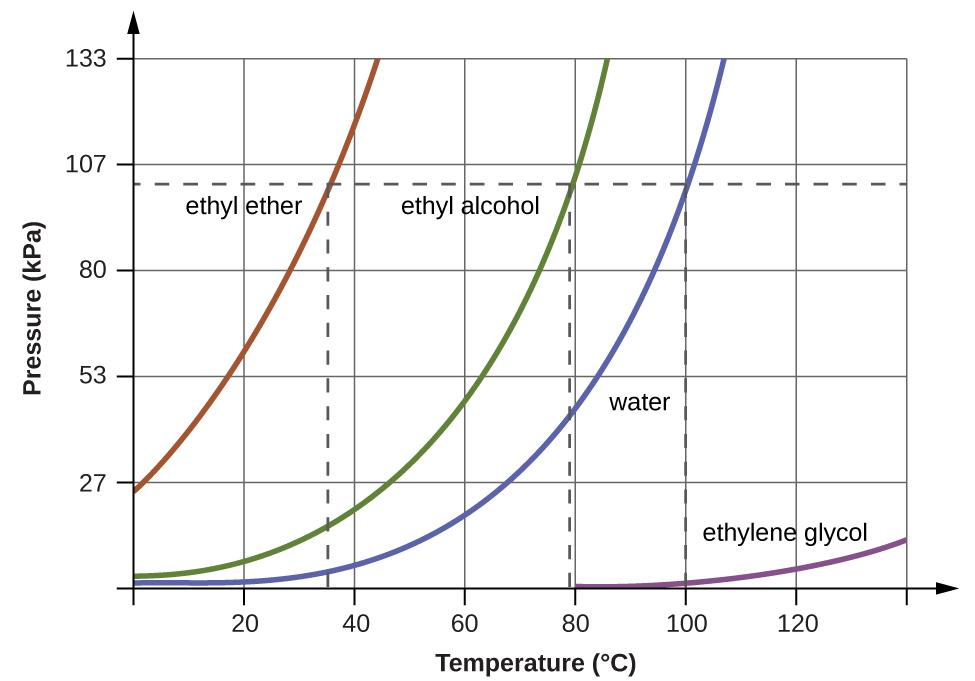 133
107
ethyl ether
ethyl alcohol
80
Pressure (kPa)
53
water
27
ethylene glycol
20
40
60
80
100
120
Temperature (°C)